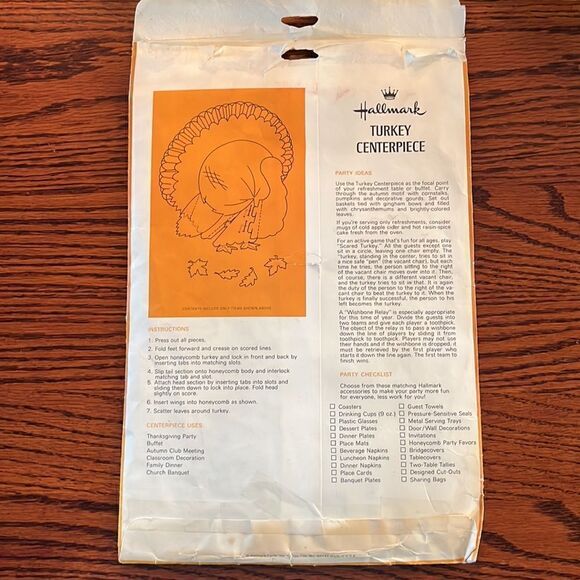 Hallmark
TURKEY
CENTERPIECE
PARTY IDEAS
Use the Turkey Centerpiece as the focal point
of your refreshment table or buffet. Carry
through the autumn motif with cornstalks,
pumpkins and decorative gourds. Set out
baskets tied with gingham bows and filled
with chrysanthemums and brightly-colored
leaves.
If you're serving only refreshments, consider
mugs of cold apple cider and hot raisin-spice
cake fresh from the oven.
For an active game that's fun for all ages, play
"Scared Turkey." All the guests except one
sit in a circle, leaving one chair empty. The
"turkey, standing in the center, tries to sit in
a nice safe "pen" (the vacant chair), but each
time he tries, the person sitting to the right
of the vacant chair moves over into it. Then,
of course, there is a different vacant chair,
and the turkey tries to sit in that. It is again
the duty of the person to the right of the va-
cant chair to beat the turkey to it. When the
turkey is finally successful, the person to his
left becomes the turkey.
A "Wishbone Relay" is especially appropriate
for this time of year. Divide the guests into
two teams and give each player a toothpick.
The object of the relay is to pass a wishbone
down the line of players by sliding it from
toothpick to toothpick. Players may not use
their hands and if the wishbone is dropped, it
must be retrieved by the first player who
starts it down the line again. The first team to
finish wins.
PARTY CHECKLIST
Choose from these matching Hallmark
accessories to make your party more fun
for everyone, less work for you!
Coasters
Drinking Cups (9 oz.)
Plastic Glasses
Dessert Plates
Dinner Plates
Place Mats
Beverage Napkins
Luncheon Napkins
Dinner Napkins
Place Cards
Banquet Plates
Guest Towels
Pressure-Sensitive Seals
Metal Serving Trays
Door/Wall Decorations
Invitations
Honeycomb Party Favors
Bridgecovers
Tablecovers
Two-Table Tallies
Designed Cut-Outs
Sharing Bags
CONTENTS INCLUDE ONLY ITEMS SHOWN ABOVE
INSTRUCTIONS
1. Press out all pieces.
2. Fold feet forward and crease on scored lines
3. Open honeycomb turkey and lock in front and back by
inserting tabs into matching slots.
4. Slip tail section onto honeycomb body and interlock
matching tab and slot.
5. Attach head section by inserting tabs into slots and
sliding them down to lock into place. Fold head
slightly on score.
6. Insert wings into honeycomb as shown.
7. Scatter leaves around turkey.
CENTERPIECE USES
Thanksgiving Party
Buffet
Autumn Club Meeting
Classroom Decoration
Family Dinner
Church Banquet